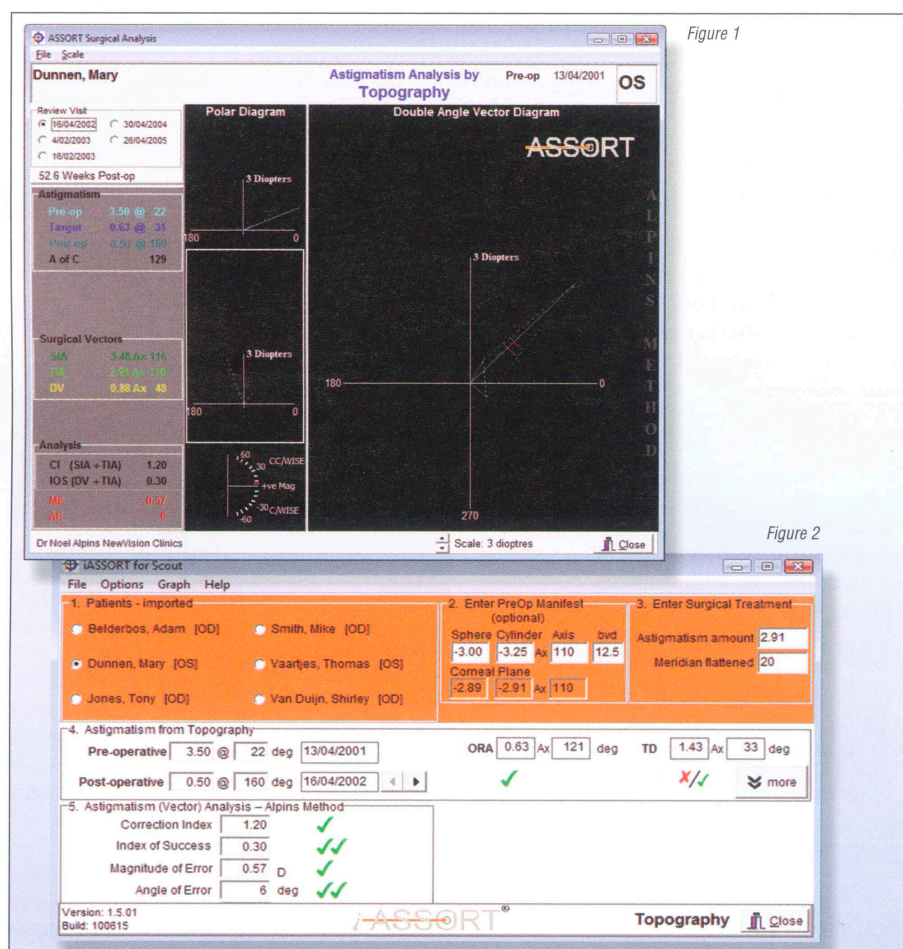 Figure 1
ASSORT Surgical Analysis
File Scale
Dunnen, Mary
Astigmatism Analysis by
Topography
Pre-op 13/04/2001
OS
Review Visit
16/04/2002 30/04/2004
4/02/2003 26/04/2005
16/02/2003
52.6 Weeks Post-op
Astigmatism
Pre-op 3.50 @ 22
Target 0.63 @ 31
Post-op 0.50 @ 160
A of C 129
Surgical Vectors
SIA 3.48 Ax 116
TIA 2.91 Ax 110
DV 0.88 Ax 48
Analysis
CI (SIA÷TIA) 1.20
IOS (DV ÷TIA) 0.30
ME 0.57
AE 6
Polar Diagram
3 Diopters
180 0
3 Diopters
180 0
60
30 CC/WISE
+ve Mag
-30 C/WISE
-60
Double Angle Vector Diagram
ASSORT
3 Diopters
180 0
270
ALPINS METHOD
Dr Noel Alpins NewVision Clinics
Scale: 3 dioptres
Close
Figure 2
iASSORT for Scout
File Options Graph Help
1. Patients - imported
Belderbos, Adam [OD] Smith, Mike [OD]
Dunnen, Mary [OS] Vaartjes, Thomas [OS]
Jones, Tony [OD] Van Duijn, Shirley [OD]
2. Enter PreOp Manifest
(optional)
Sphere Cylinder Axis bvd
-3.00 -3.25 Ax 110 12.5
Corneal Plane
-2.89 -2.91 Ax 110
3. Enter Surgical Treatment
Astigmatism amount 2.91
Meridian flattened 20
4. Astigmatism from Topography
Pre-operative 3.50 @ 22 deg 13/04/2001
ORA 0.63 Ax 121 deg TD 1.43 Ax 33 deg
Post-operative 0.50 @ 160 deg 16/04/2002
more
5. Astigmatism (Vector) Analysis – Alpins Method
Correction Index 1.20
Index of Success 0.30
Magnitude of Error 0.57 D
Angle of Error 6 deg
Version: 1.5.01
Build: 100615
iASSORT®
Topography
Close